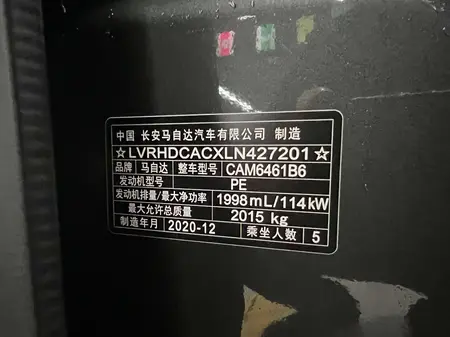 中国 长安马自达汽车有限公司 制造
☆LVRHDCACXLN427201☆
品牌 马自达 整车型号 CAM6461B6
发动机型号 PE
发动机排量/最大净功率 1998mL/114kW
最大允许总质量 2015 kg
制造年月 2020-12 乘坐人数 5